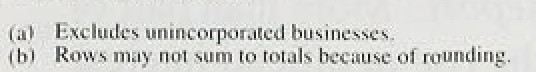 (a) Excludes unincorporated businesses.
(b) Rows may not sum to totals because of rounding.